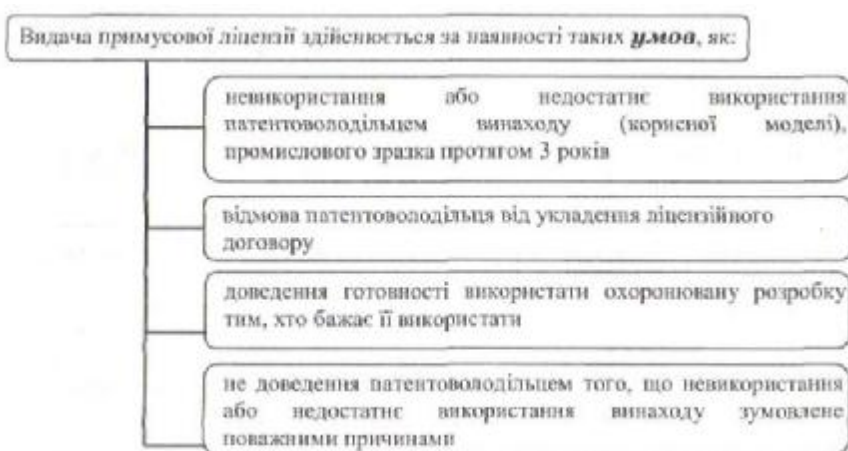 Видача примусової ліцензії здійснюється за наявності таких умов, як:
невикористання або недостатнє використання
патентоволодільцем винаходу (корисної моделі),
промислового зразка протягом 3 років
відмова патентоволодільця від укладення ліцензійного
договору
доведення готовності використати охоронювану розробку
тим, хто бажає її використати
не доведення патентоволодільцем того, що невикористання
або недостатнє використання винаходу зумовлене
поважними причинами